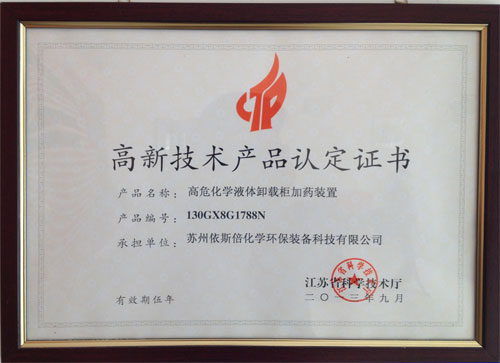 高新技术产品认定证书
产品名称：高危化学液体卸载柜加药装置
产品编号：130GX8G1788N
承担单位：苏州依斯倍化学环保装备科技有限公司
江苏省科学技术厅
有效期伍年
二〇一三年九月